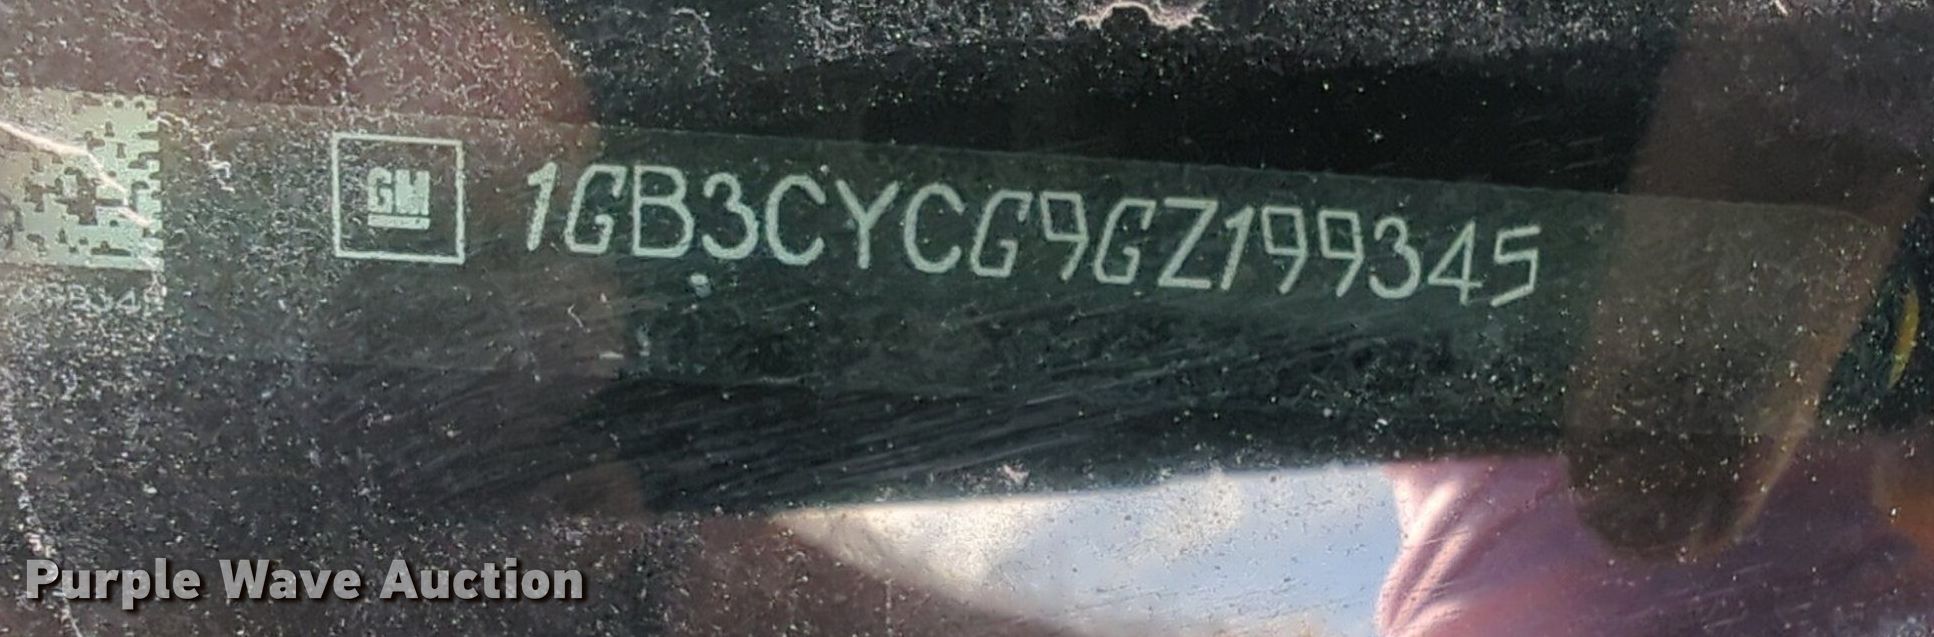 GM
1GB3CYCG9GZ199345
Purple Wave Auction